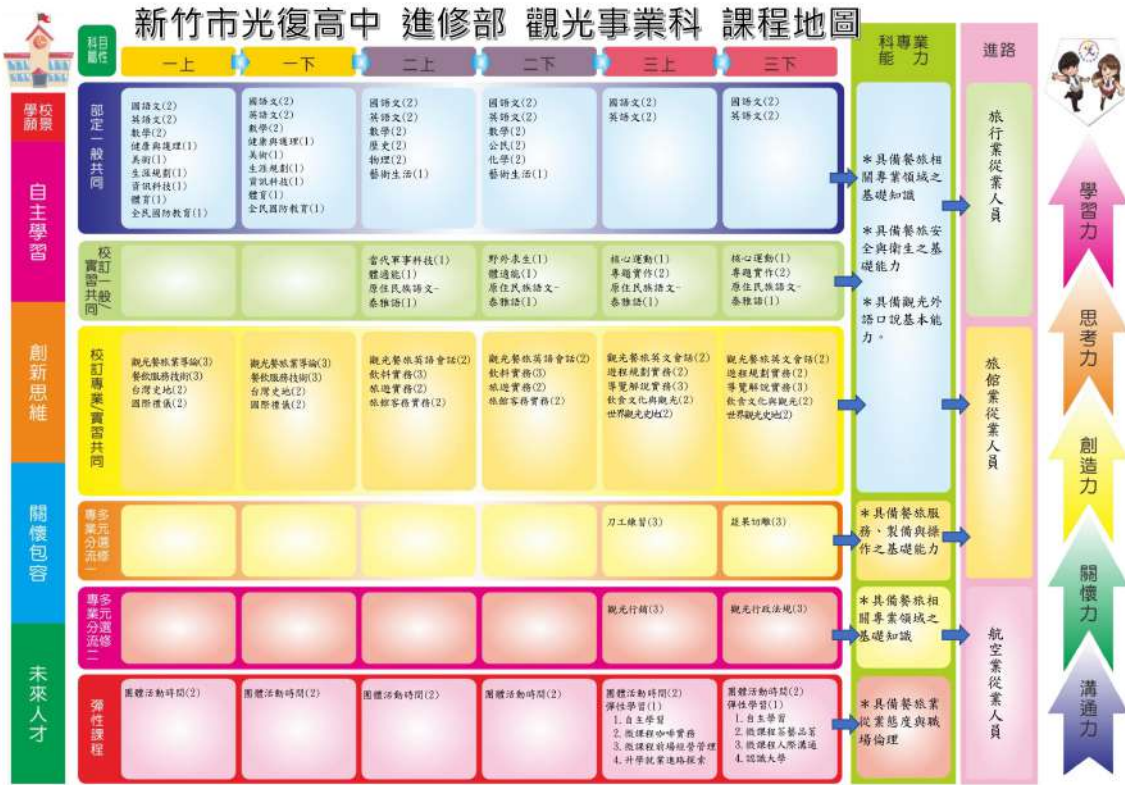 新竹市光復高中 進修部 觀光事業科 課程地圖
科目
屬性
一上
一下
二上
二下
三上
三下
科專業
能 力
進路
學校
願景
自主學習
創新思維
關懷包容
未來人才
部定一般共同
國語文(2)
英語文(2)
數學(2)
健康與護理(1)
美術(1)
生涯規劃(1)
資訊科技(1)
體育(1)
全民國防教育(1)
國語文(2)
英語文(2)
數學(2)
健康與護理(1)
美術(1)
生涯規劃(1)
資訊科技(1)
體育(1)
全民國防教育(1)
國語文(2)
英語文(2)
數學(2)
歷史(2)
物理(2)
藝術生活(1)
國語文(2)
英語文(2)
數學(2)
公民(2)
化學(2)
藝術生活(1)
國語文(2)
英語文(2)
國語文(2)
英語文(2)
校訂一般/
實習共同
當代軍事科技(1)
體適能(1)
原住民族語文-
泰雅語(1)
野外求生(1)
體適能(1)
原住民族語文-
泰雅語(1)
核心運動(1)
專題實作(2)
原住民族語文-
泰雅語(1)
核心運動(1)
專題實作(2)
原住民族語文-
泰雅語(1)
校訂專業/實習共同
觀光餐旅業導論(3)
餐飲服務技術(3)
台灣史地(2)
國際禮儀(2)
觀光餐旅業導論(3)
餐飲服務技術(3)
台灣史地(2)
國際禮儀(2)
觀光餐旅英語會話(2)
飲料實務(3)
旅遊實務(2)
旅館客務實務(2)
觀光餐旅英語會話(2)
飲料實務(3)
旅遊實務(2)
旅館客務實務(2)
觀光餐旅英文會話(2)
遊程規劃實務(2)
導覽解說實務(3)
飲食文化與觀光(2)
世界觀光史地(2)
觀光餐旅英文會話(2)
遊程規劃實務(2)
導覽解說實務(3)
飲食文化與觀光(2)
世界觀光史地(2)
多元選修
專業分流一
刀工練習(3)
蔬果切雕(3)
多元選修
專業分流二
觀光行銷(3)
觀光行政法規(3)
彈性課程
團體活動時間(2)
團體活動時間(2)
團體活動時間(2)
團體活動時間(2)
團體活動時間(2)
彈性學習(1)
1.自主學習
2.微課程咖啡實務
3.微課程前場經營管理
4.升學就業進路探索
團體活動時間(2)
彈性學習(1)
1.自主學習
2.微課程茶藝品茗
3.微課程人際溝通
4.認識大學
＊具備餐旅相
關專業領域之
基礎知識
＊具備餐旅安
全與衛生之基
礎能力
＊具備觀光外
語口說基本能
力。
＊具備餐旅服
務、製備與操
作之基礎能力
＊具備餐旅相
關專業領域之
基礎知識
＊具備餐旅業
從業態度與職
場倫理
旅行業從業人員
旅館業從業人員
航空業從業人員
學習力
思考力
創造力
關懷力
溝通力